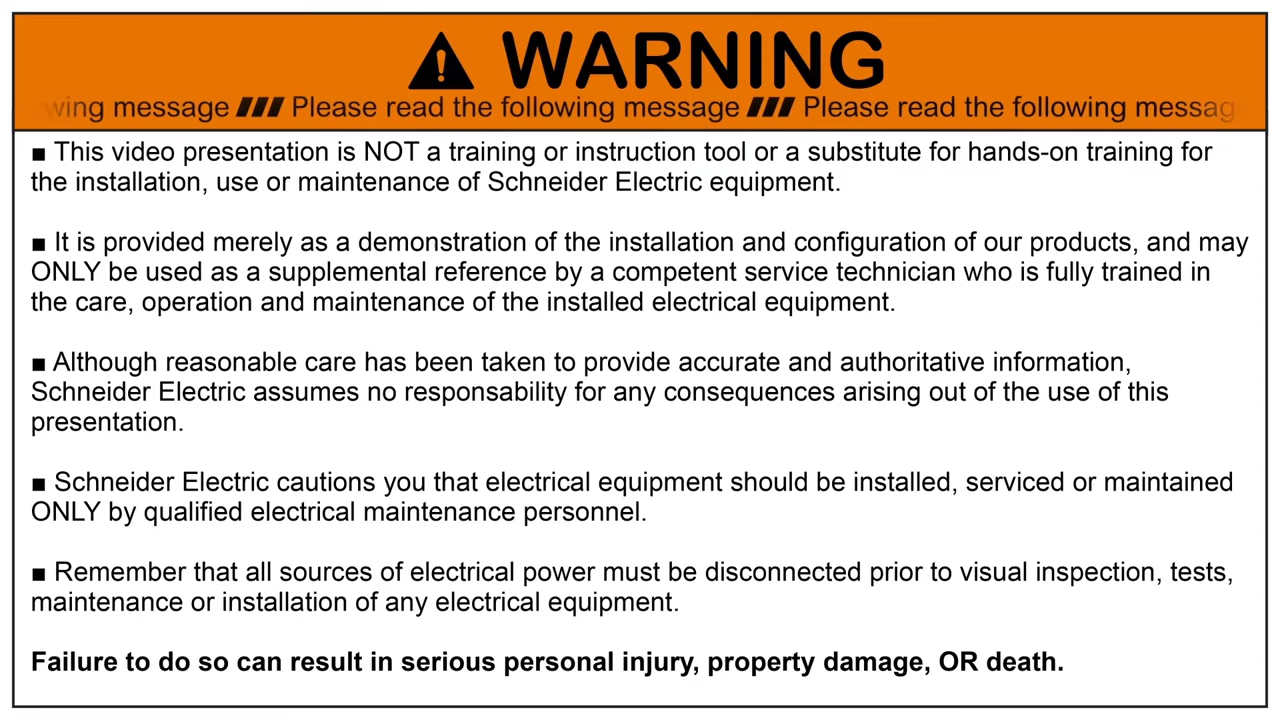 WARNING
wing message /// Please read the following message /// Please read the following messag
■ This video presentation is NOT a training or instruction tool or a substitute for hands-on training for
the installation, use or maintenance of Schneider Electric equipment.
■ It is provided merely as a demonstration of the installation and configuration of our products, and may
ONLY be used as a supplemental reference by a competent service technician who is fully trained in
the care, operation and maintenance of the installed electrical equipment.
■ Although reasonable care has been taken to provide accurate and authoritative information,
Schneider Electric assumes no responsability for any consequences arising out of the use of this
presentation.
■ Schneider Electric cautions you that electrical equipment should be installed, serviced or maintained
ONLY by qualified electrical maintenance personnel.
■ Remember that all sources of electrical power must be disconnected prior to visual inspection, tests,
maintenance or installation of any electrical equipment.
Failure to do so can result in serious personal injury, property damage, OR death.